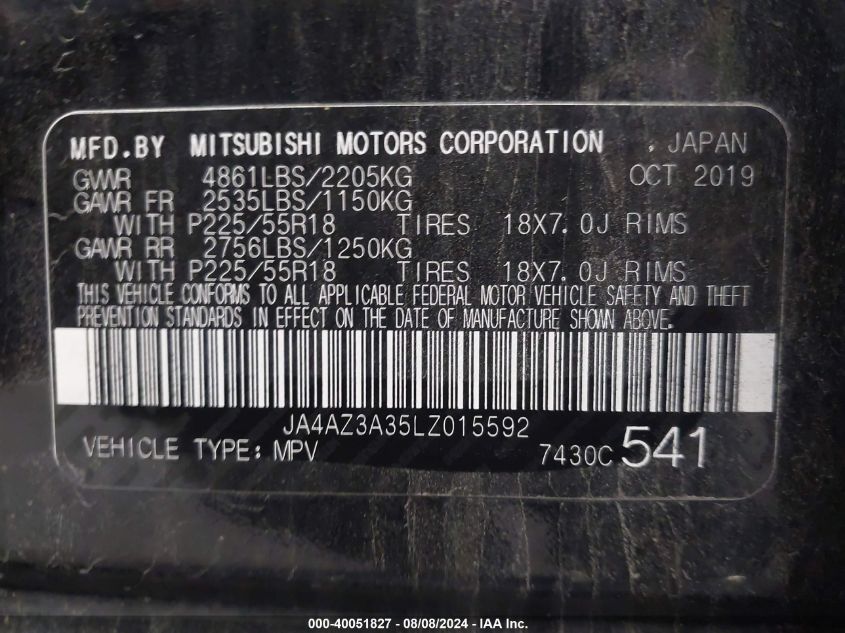 MFD.BY MITSUBISHI MOTORS CORPORATION . JAPAN
GVWR 4861LBS/2205KG OCT 2019
GAWR FR 2535LBS/1150KG
WITH P225/55R18 TIRES 18X7.0J RIMS
GAWR RR 2756LBS/1250KG
WITH P225/55R18 TIRES 18X7.0J RIMS
THIS VEHICLE CONFORMS TO ALL APPLICABLE FEDERAL MOTOR VEHICLE SAFETY AND THEFT
PREVENTION STANDARDS IN EFFECT ON THE DATE OF MANUFACTURE SHOWN ABOVE.
JA4AZ3A35LZ015592
VEHICLE TYPE: MPV 7430C 541
000-40051827 - 08/08/2024 - IAA Inc.